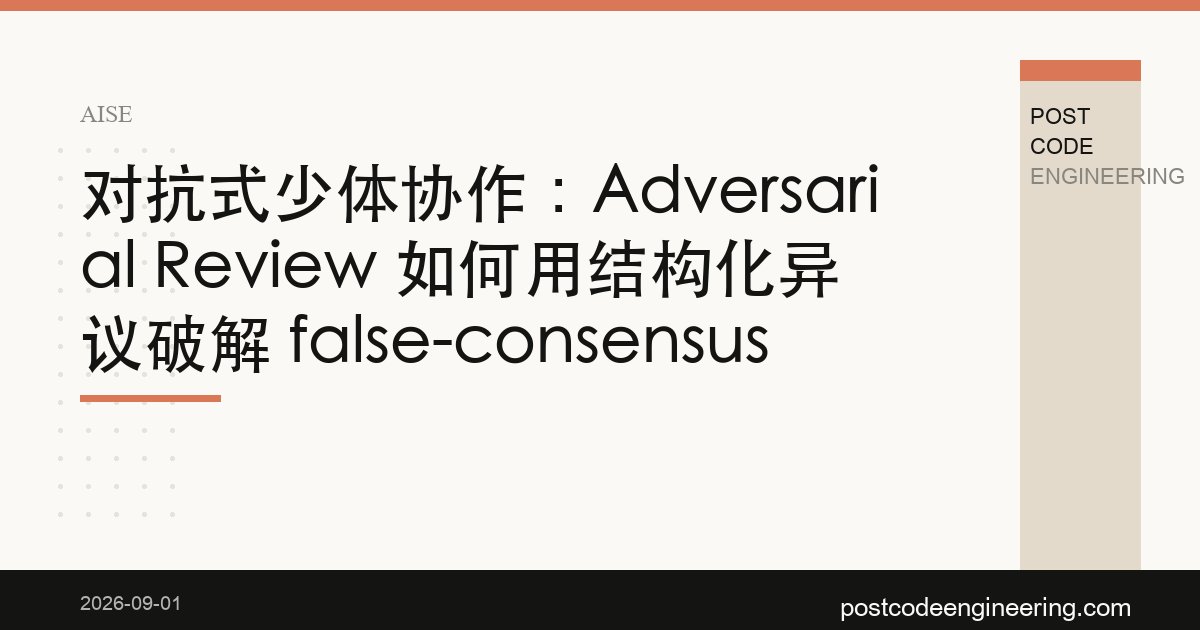 AISE
对抗式少体协作：Adversari
al Review 如何用结构化异
议破解 false-consensus
POST
CODE
ENGINEERING
2026-09-01
postcodeengineering.com